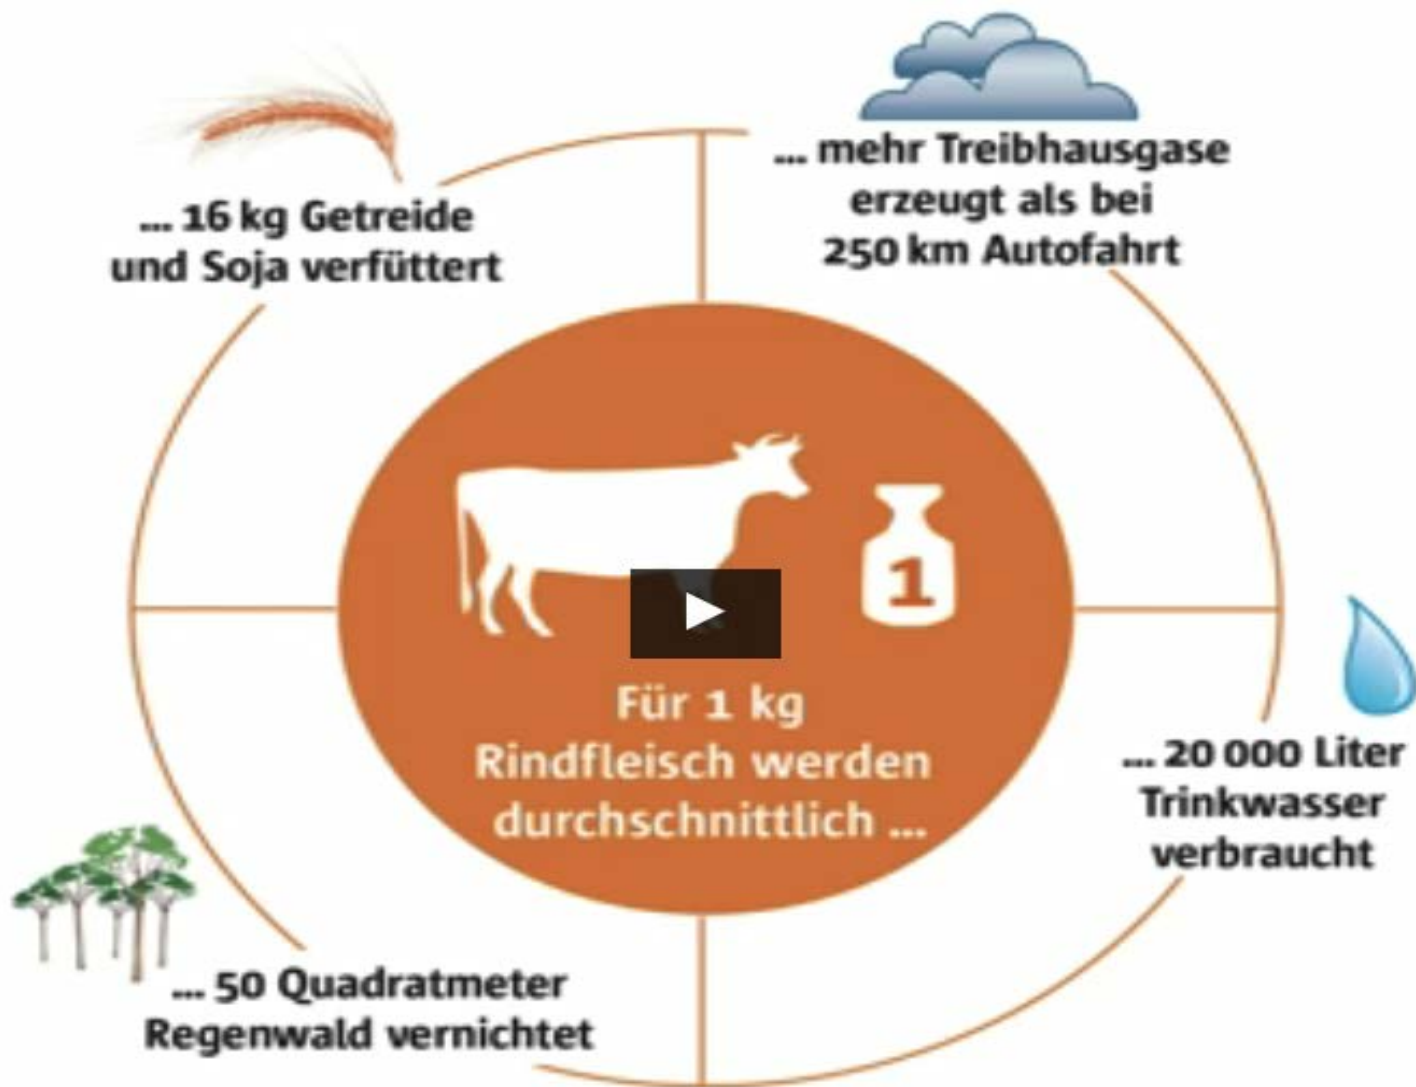 ... 16 kg Getreide
und Soja verfüttert
... mehr Treibhausgase
erzeugt als bei
250 km Autofahrt
1
Für 1 kg
Rindfleisch werden
durchschnittlich ...
... 20 000 Liter
Trinkwasser
verbraucht
... 50 Quadratmeter
Regenwald vernichtet